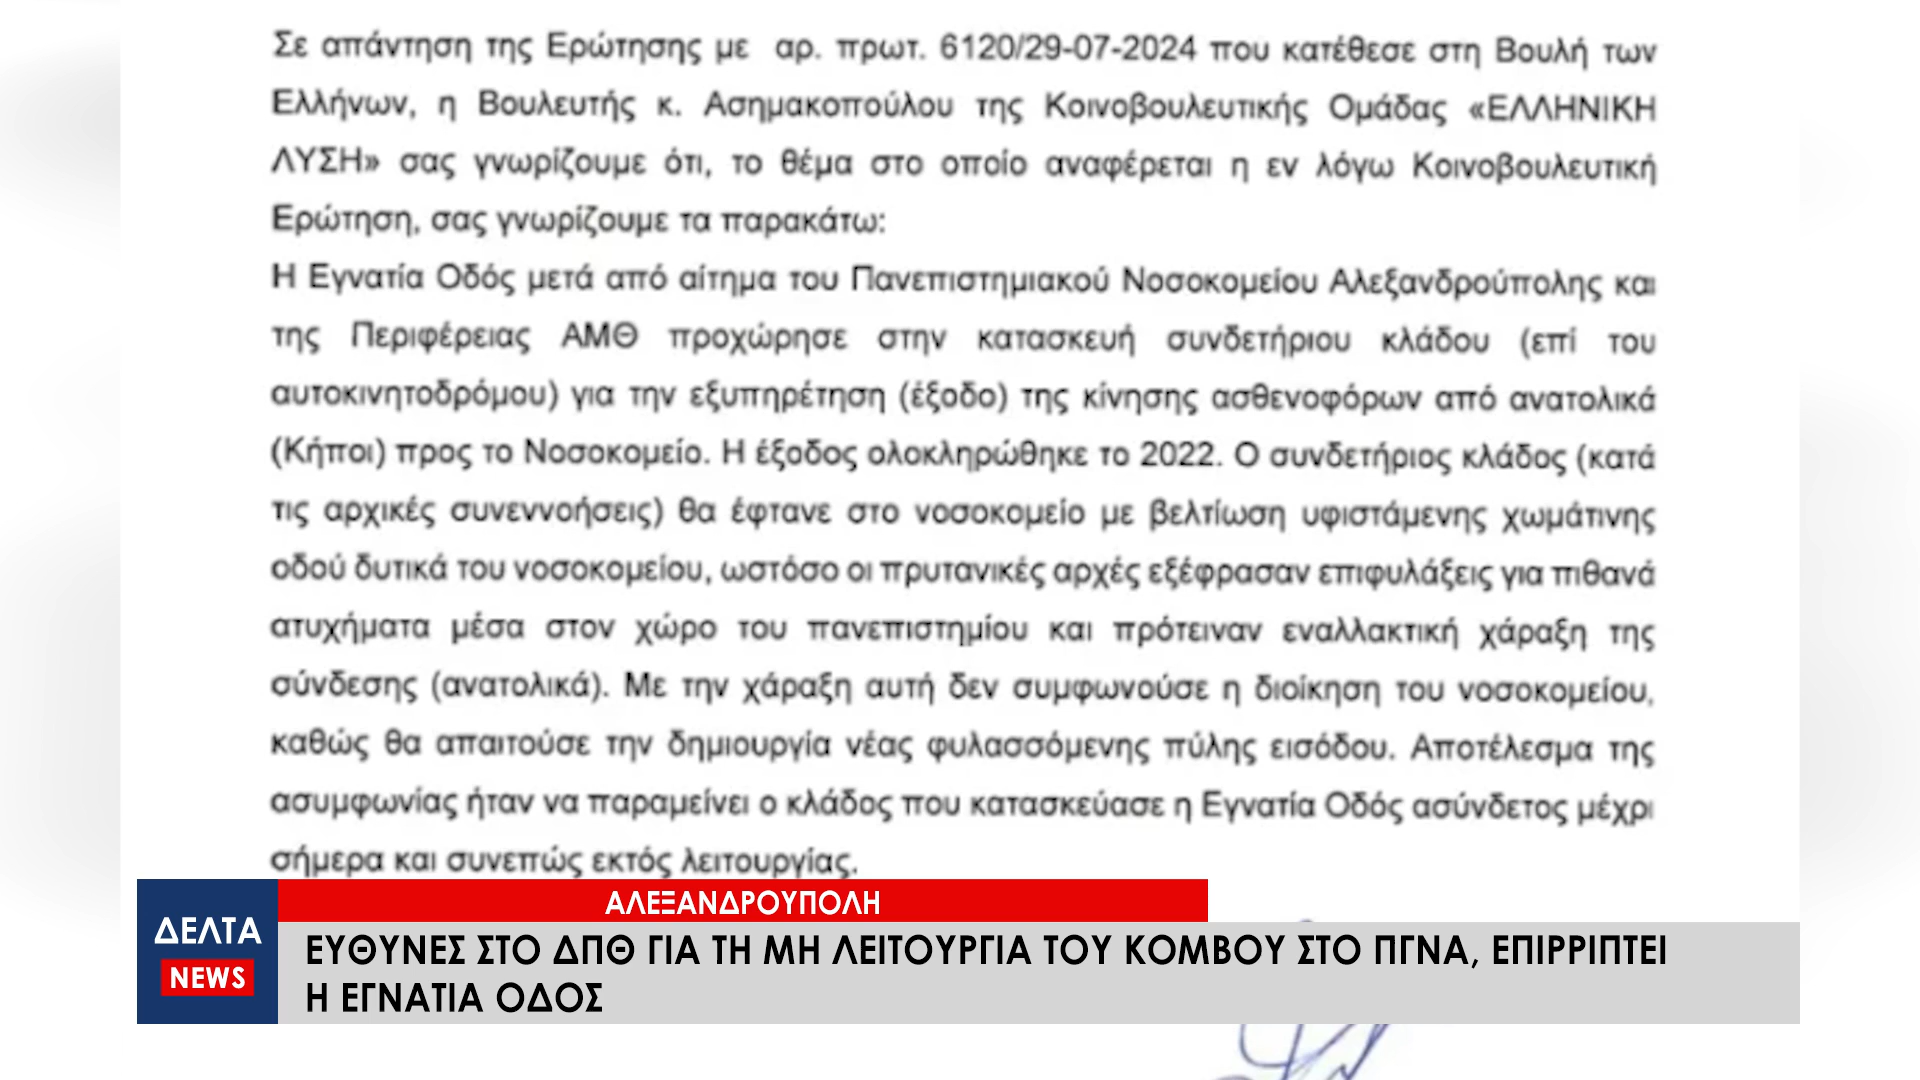 Σε απάντηση της Ερώτησης με αρ. πρωτ. 6120/29-07-2024 που κατέθεσε στη Βουλή των
Ελλήνων, η Βουλευτής κ. Ασημακοπούλου της Κοινοβουλευτικής Ομάδας «ΕΛΛΗΝΙΚΗ
ΛΥΣΗ» σας γνωρίζουμε ότι, το θέμα στο οποίο αναφέρεται η εν λόγω Κοινοβουλευτική
Ερώτηση, σας γνωρίζουμε τα παρακάτω:
Η Εγνατία Οδός μετά από αίτημα του Πανεπιστημιακού Νοσοκομείου Αλεξανδρούπολης και
της Περιφέρειας ΑΜΘ προχώρησε στην κατασκευή συνδετήριου κλάδου (επί του
αυτοκινητοδρόμου) για την εξυπηρέτηση (έξοδο) της κίνησης ασθενοφόρων από ανατολικά
(Κήποι) προς το Νοσοκομείο. Η έξοδος ολοκληρώθηκε το 2022. Ο συνδετήριος κλάδος (κατά
τις αρχικές συνεννοήσεις) θα έφτανε στο νοσοκομείο με βελτίωση υφιστάμενης χωμάτινης
οδού δυτικά του νοσοκομείου, ωστόσο οι πρυτανικές αρχές εξέφρασαν επιφυλάξεις για πιθανά
ατυχήματα μέσα στον χώρο του πανεπιστημίου και πρότειναν εναλλακτική χάραξη της
σύνδεσης (ανατολικά). Με την χάραξη αυτή δεν συμφωνούσε η διοίκηση του νοσοκομείου,
καθώς θα απαιτούσε την δημιουργία νέας φυλασσόμενης πύλης εισόδου. Αποτέλεσμα της
ασυμφωνίας ήταν να παραμείνει ο κλάδος που κατασκεύασε η Εγνατία Οδός ασύνδετος μέχρι
σήμερα και συνεπώς εκτός λειτουργίας.
ΑΛΕΞΑΝΔΡΟΥΠΟΛΗ
ΔΕΛΤΑ
NEWS
ΕΥΘΥΝΕΣ ΣΤΟ ΔΠΘ ΓΙΑ ΤΗ ΜΗ ΛΕΙΤΟΥΡΓΙΑ ΤΟΥ ΚΟΜΒΟΥ ΣΤΟ ΠΓΝΑ, ΕΠΙΡΡΙΠΤΕΙ
Η ΕΓΝΑΤΙΑ ΟΔΟΣ